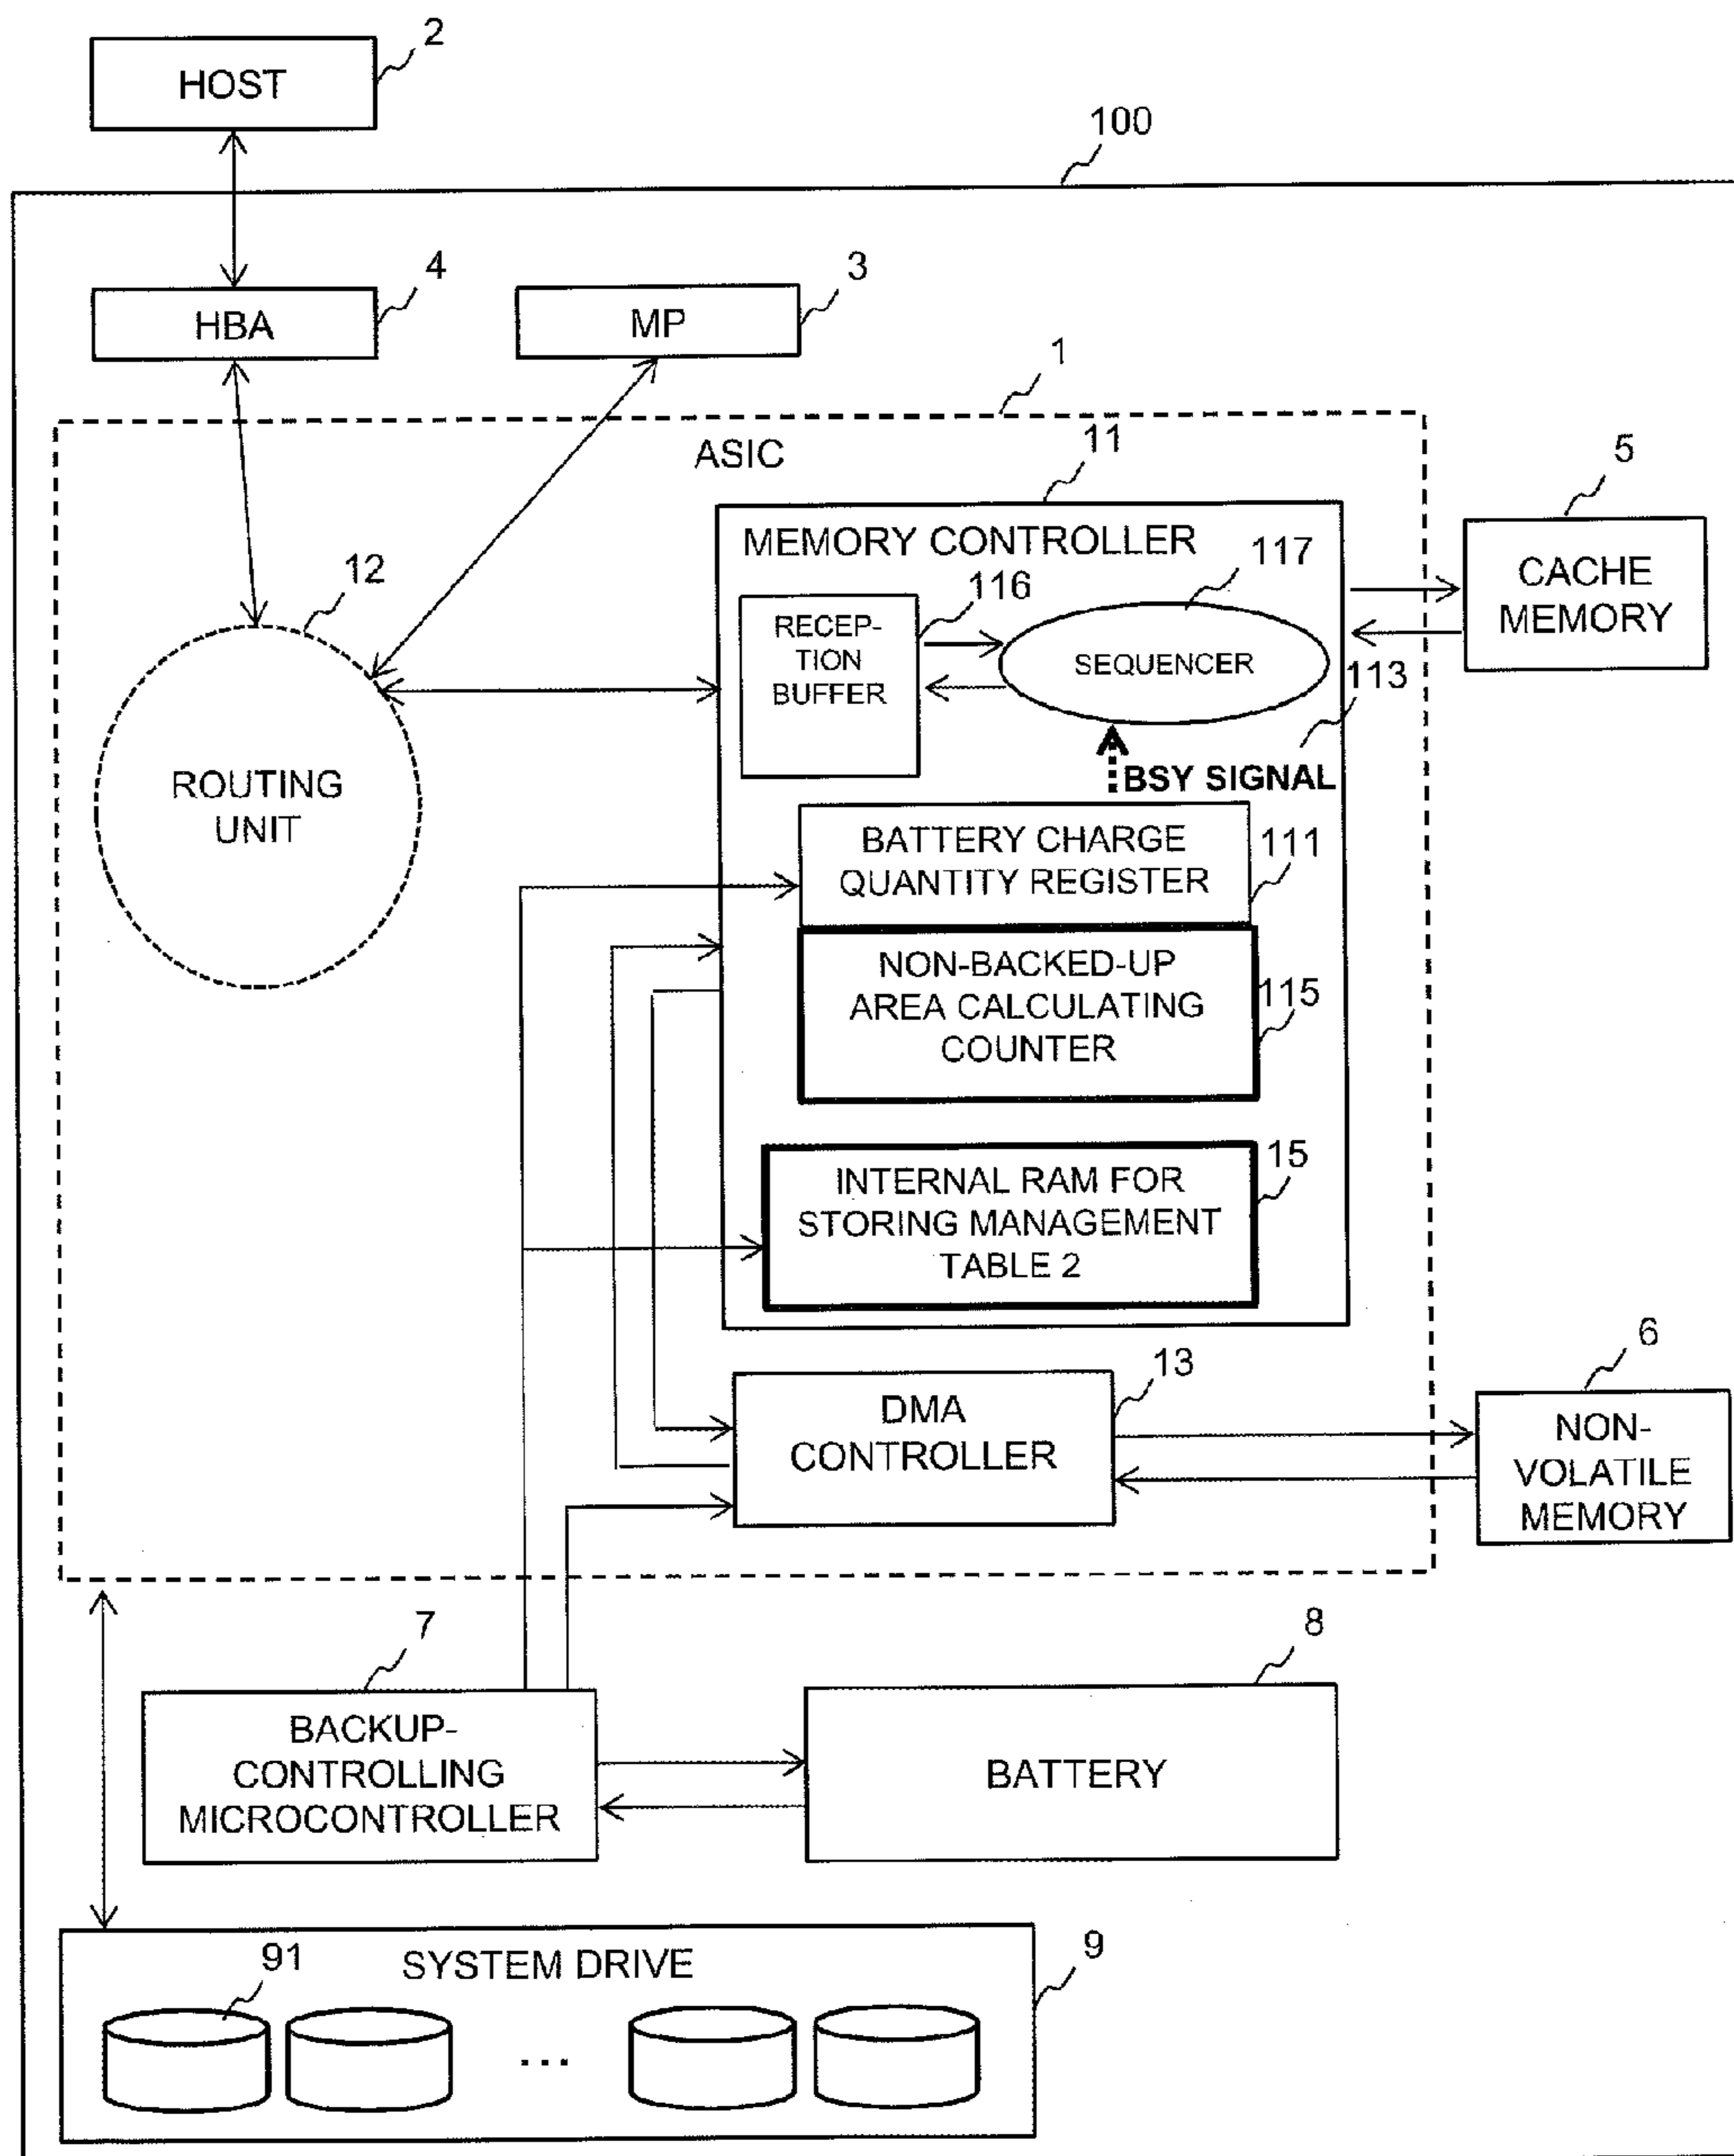 2
HOST
100
4
HBA
3
MP
1
ASIC
11
MEMORY CONTROLLER
5
CACHE
MEMORY
12
116
117
RECEP-
TION
BUFFER
SEQUENCER
113
BSY SIGNAL
ROUTING
UNIT
BATTERY CHARGE
QUANTITY REGISTER
111
NON-BACKED-UP
AREA CALCULATING
COUNTER
115
15
INTERNAL RAM FOR
STORING MANAGEMENT
TABLE 2
13
DMA
CONTROLLER
6
NON-
VOLATILE
MEMORY
7
BACKUP-
CONTROLLING
MICROCONTROLLER
8
BATTERY
91
SYSTEM DRIVE
9
...